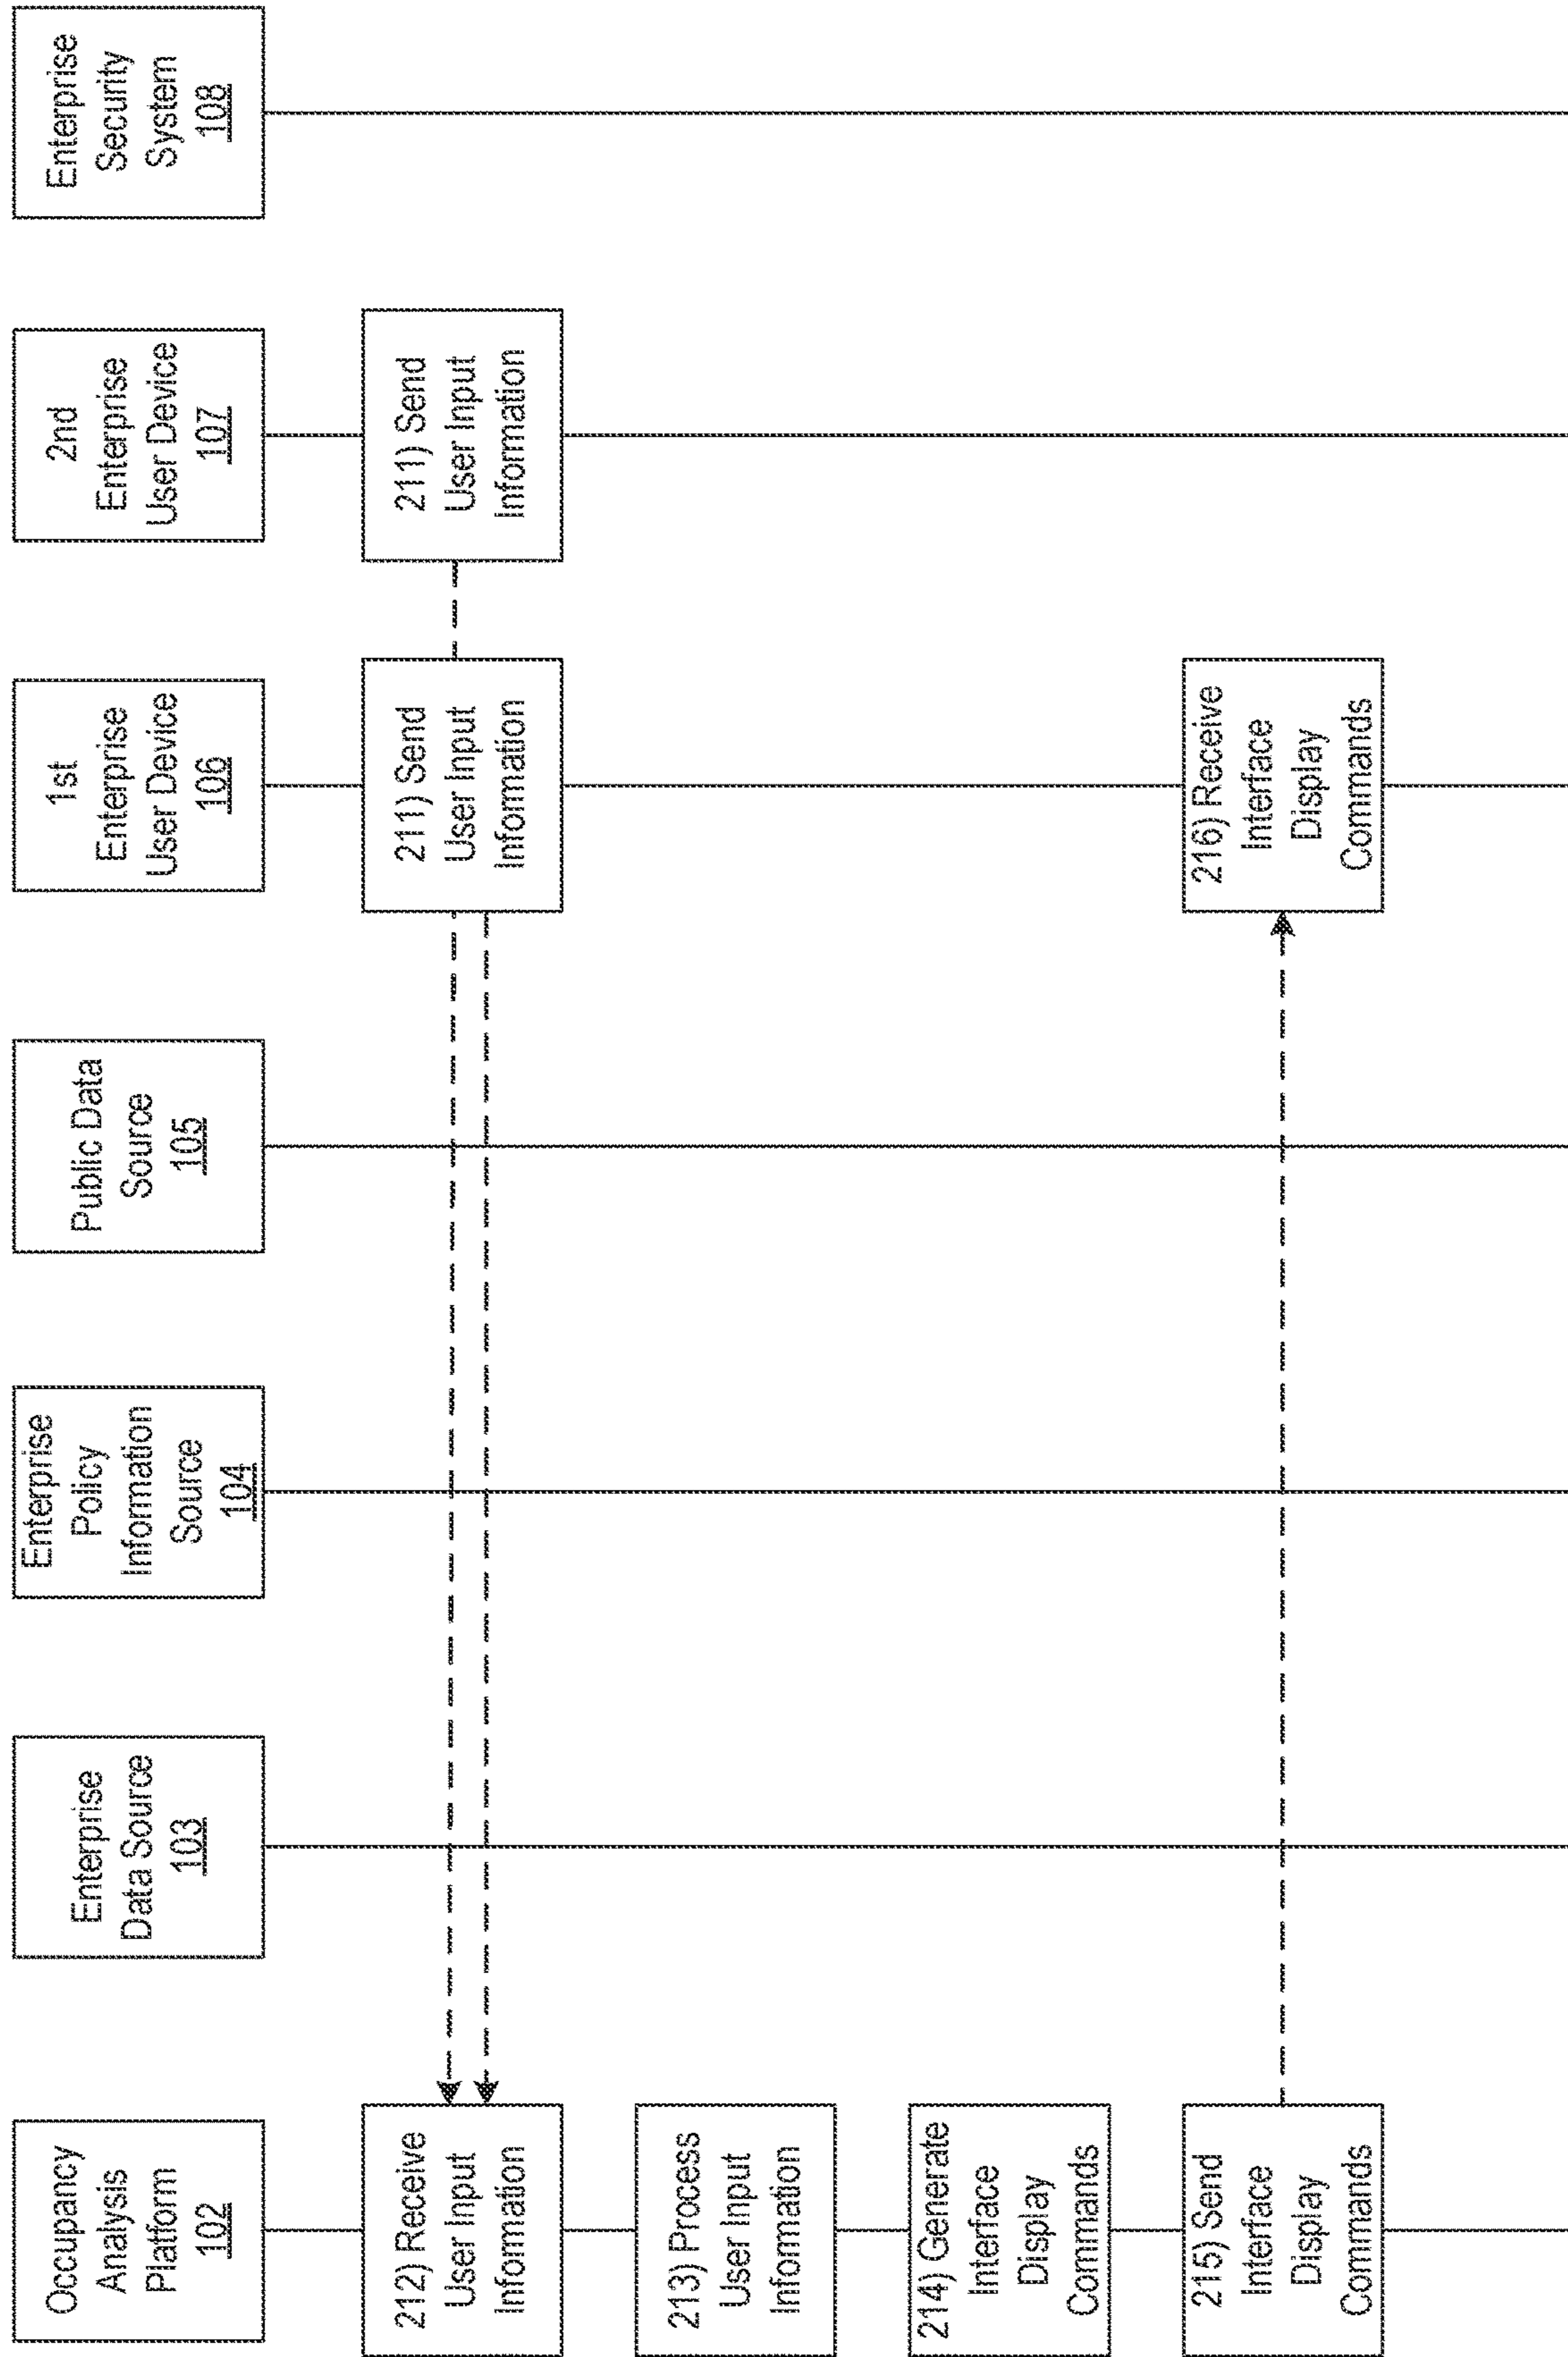 Occupancy
Analysis
Platform
102
Enterprise
Data Source
103
Enterprise
Policy
Information
Source
104
Public Data
Source
105
1st
Enterprise
User Device
106
2nd
Enterprise
User Device
107
Enterprise
Security
System
108
212) Receive
User Input
Information
211) Send
User Input
Information
211) Send
User Input
Information
213) Process
User Input
Information
214) Generate
Interface
Display
Commands
215) Send
Interface
Display
Commands
216) Receive
Interface
Display
Commands